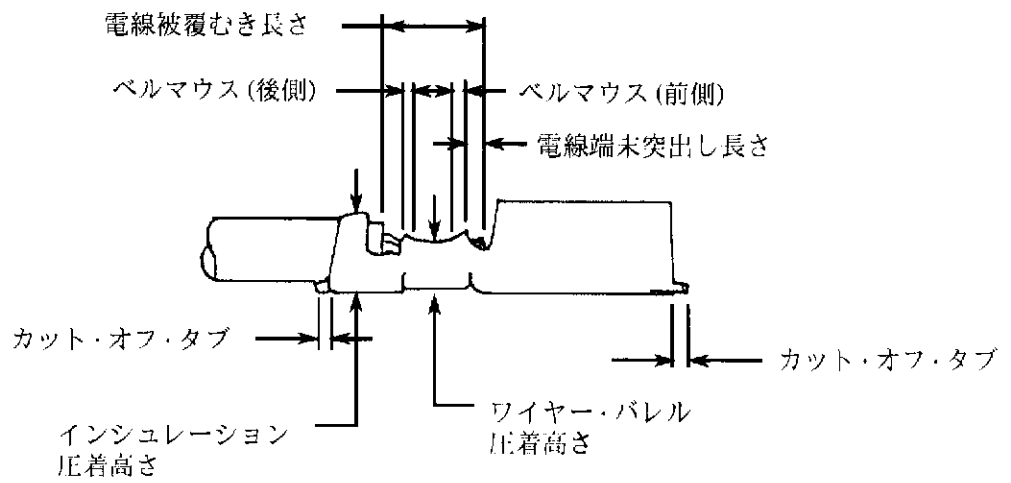 電線被覆むき長さ
ベルマウス(後側)
ベルマウス(前側)
電線端末突出し長さ
カット・オフ・タブ
カット・オフ・タブ
ワイヤー・バレル
圧着高さ
インシュレーション
圧着高さ